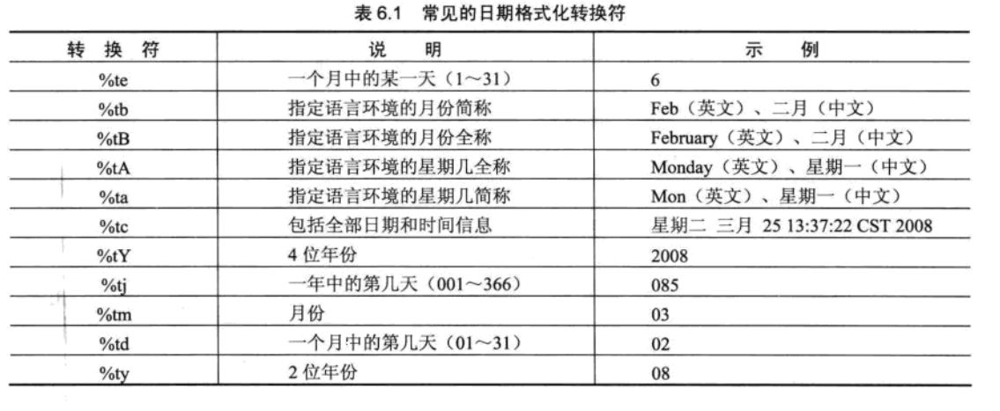 表 6.1 常见的日期格式化转换符
转 换 符 说 明 示 例
%te 一个月中的某一天（1～31） 6
%tb 指定语言环境的月份简称 Feb（英文）、二月（中文）
%tB 指定语言环境的月份全称 February（英文）、二月（中文）
%tA 指定语言环境的星期几全称 Monday（英文）、星期一（中文）
%ta 指定语言环境的星期几简称 Mon（英文）、星期一（中文）
%tc 包括全部日期和时间信息 星期二 三月 25 13:37:22 CST 2008
%tY 4 位年份 2008
%tj 一年中的第几天（001～366） 085
%tm 月份 03
%td 一个月中的第几天（01～31） 02
%ty 2 位年份 08